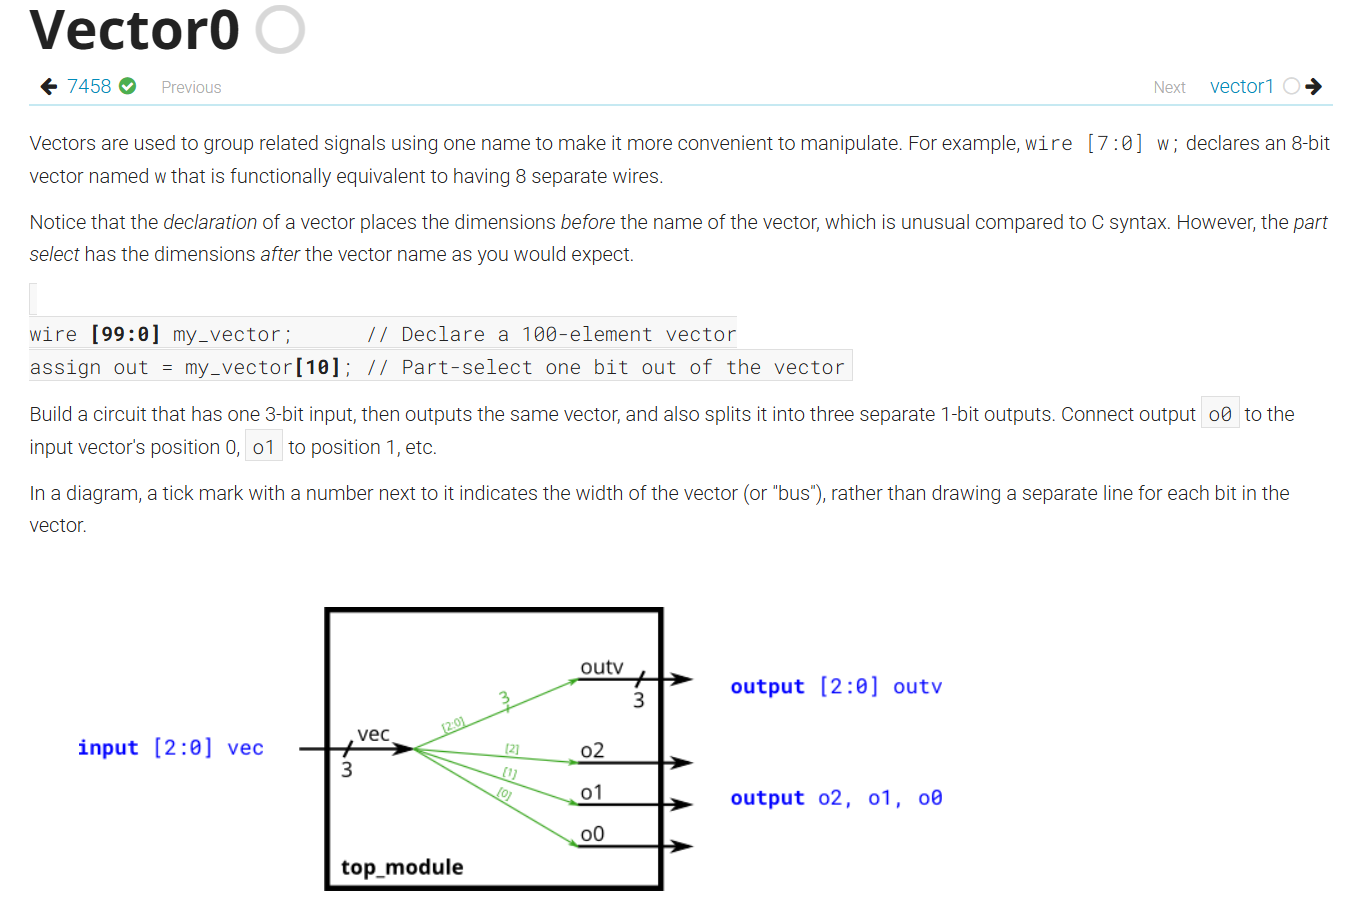 Vector0
7458 Previous Next vector1
Vectors are used to group related signals using one name to make it more convenient to manipulate. For example, wire [7:0] w; declares an 8-bit
vector named w that is functionally equivalent to having 8 separate wires.
Notice that the declaration of a vector places the dimensions before the name of the vector, which is unusual compared to C syntax. However, the part
select has the dimensions after the vector name as you would expect.
wire [99:0] my_vector; // Declare a 100-element vector
assign out = my_vector[10]; // Part-select one bit out of the vector
Build a circuit that has one 3-bit input, then outputs the same vector, and also splits it into three separate 1-bit outputs. Connect output o0 to the
input vector's position 0, o1 to position 1, etc.
In a diagram, a tick mark with a number next to it indicates the width of the vector (or "bus"), rather than drawing a separate line for each bit in the
vector.
outv
3
3
output [2:0] outv
[2:0]
input [2:0] vec
vec
3
[2]
o2
[1]
o1
[0]
output o2, o1, o0
o0
top_module